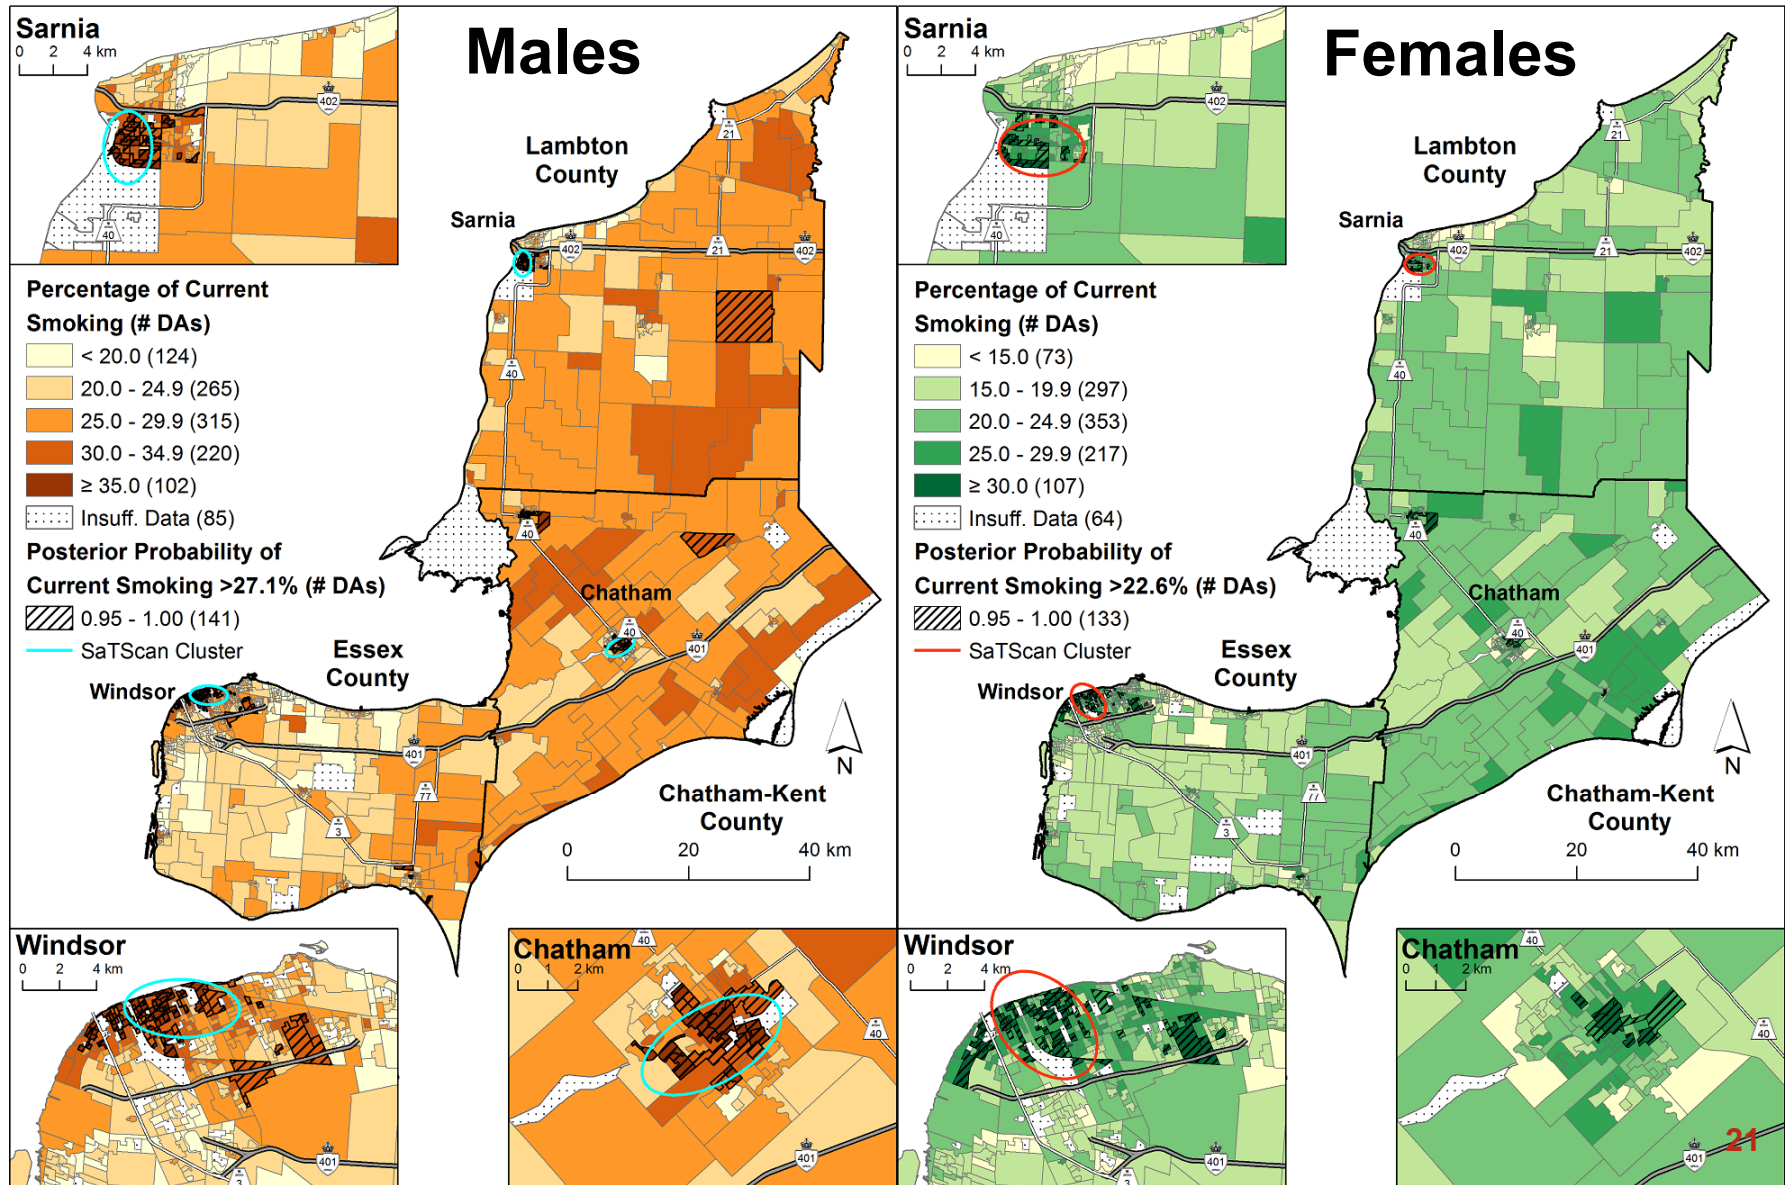 Sarnia
0 2 4 km
402
40
Males
Lambton
County
21
Sarnia
402
21
402
40
Percentage of Current
Smoking (# DAs)
< 20.0 (124)
20.0 - 24.9 (265)
25.0 - 29.9 (315)
30.0 - 34.9 (220)
≥ 35.0 (102)
Insuff. Data (85)
Posterior Probability of
Current Smoking >27.1% (# DAs)
0.95 - 1.00 (141)
SaTScan Cluster
40
Chatham
40
401
Essex
County
Windsor
401
77
3
N
Chatham-Kent
County
0 20 40 km
Windsor
0 2 4 km
401
3
Chatham
0 1 2 km
40
40
401
Sarnia
0 2 4 km
402
40
Females
Lambton
County
21
Sarnia
402
21
402
40
Percentage of Current
Smoking (# DAs)
< 15.0 (73)
15.0 - 19.9 (297)
20.0 - 24.9 (353)
25.0 - 29.9 (217)
≥ 30.0 (107)
Insuff. Data (64)
Posterior Probability of
Current Smoking >22.6% (# DAs)
0.95 - 1.00 (133)
SaTScan Cluster
40
Chatham
40
401
Essex
County
Windsor
401
77
3
N
Chatham-Kent
County
0 20 40 km
Windsor
0 2 4 km
401
3
Chatham
0 1 2 km
40
40
401
21